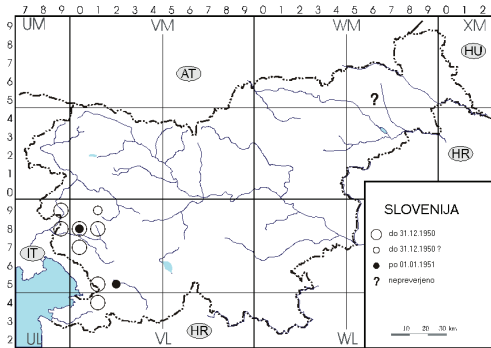 UM VM WM XM
7 8 9 0 1 2 3 4 5 6 7 8 9 0 1 2 3 4 5 6 7 8 9 0 1 2
9
8
7
6
5
4
3
2
1
0
9
8
7
6
5
4
3
2
AT
HU
HR
IT
HR
UL VL WL
?
SLOVENIJA
do 31.12.1950
do 31.12.1950 ?
po 01.01.1951
? nepreverjeno
10 20 30 km